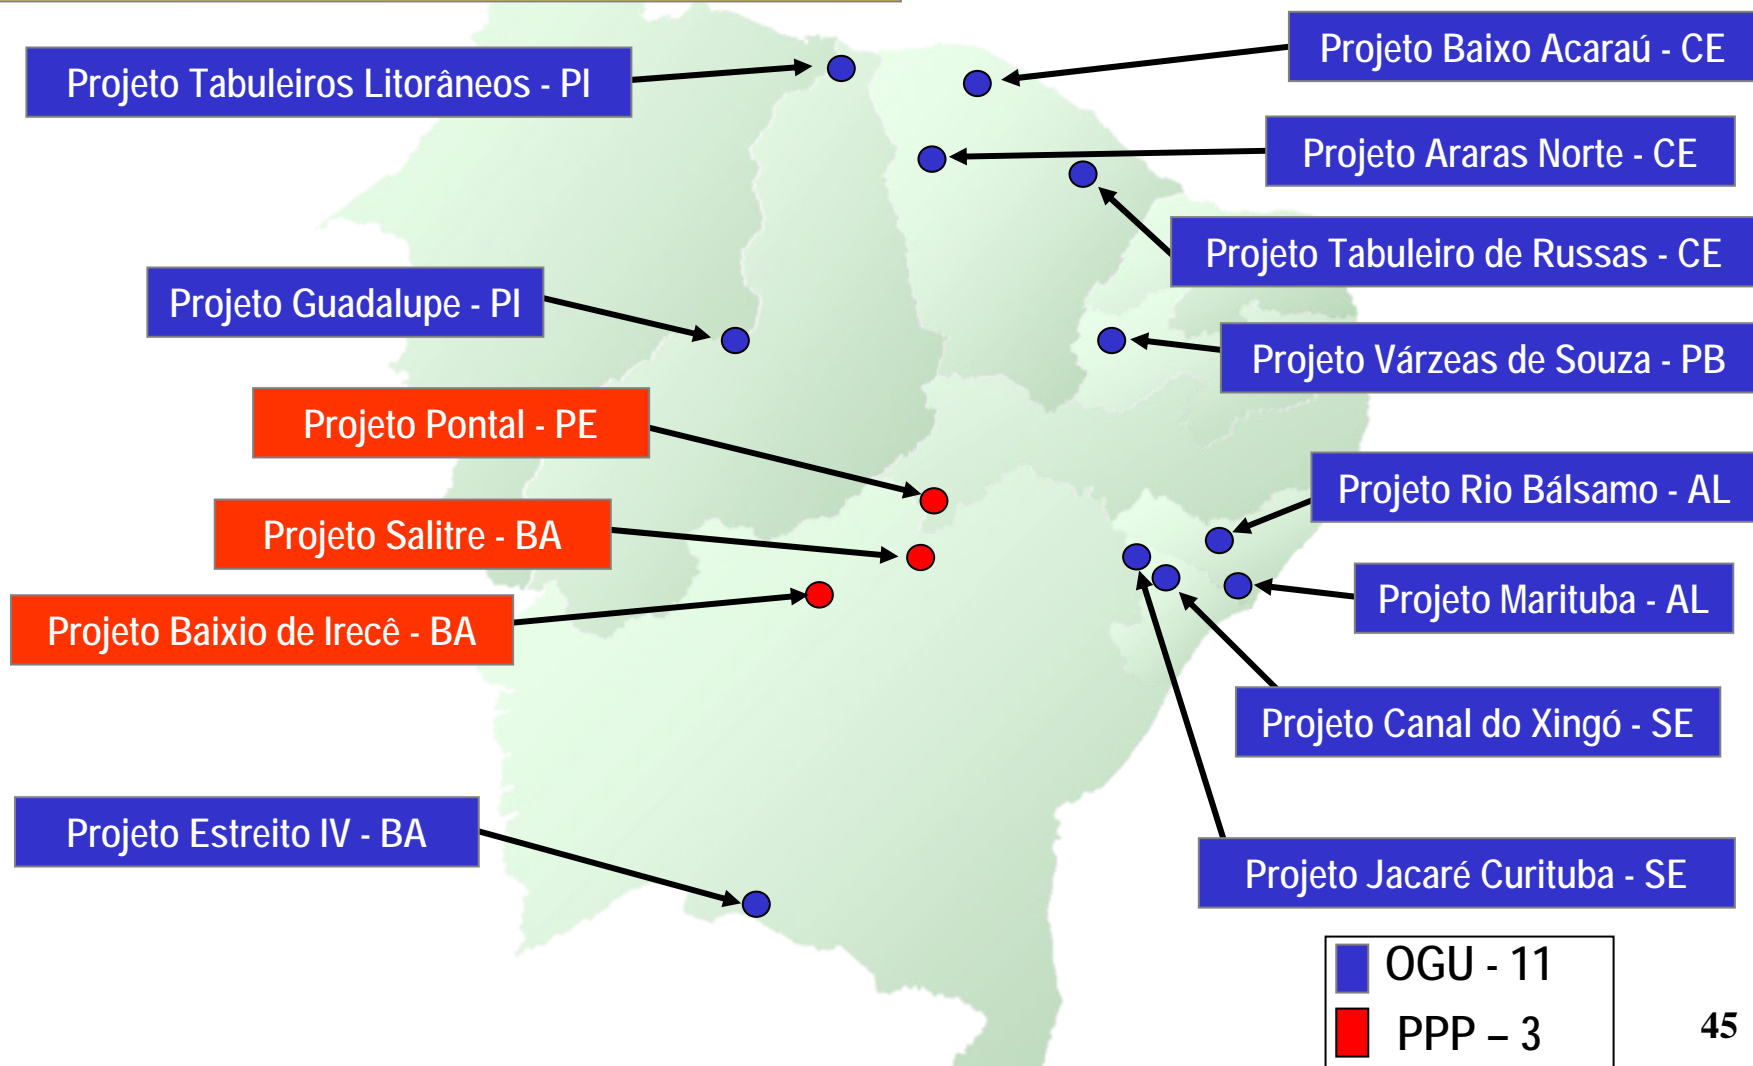 Projeto Baixo Acaraú - CE
Projeto Tabuleiros Litorâneos - PI
Projeto Araras Norte - CE
Projeto Tabuleiro de Russas - CE
Projeto Guadalupe - PI
Projeto Várzeas de Souza - PB
Projeto Pontal - PE
Projeto Rio Bálsamo - AL
Projeto Salitre - BA
Projeto Marituba - AL
Projeto Baixio de Irecê - BA
Projeto Canal do Xingó - SE
Projeto Estreito IV - BA
Projeto Jacaré Curituba - SE
OGU - 11
PPP – 3
45